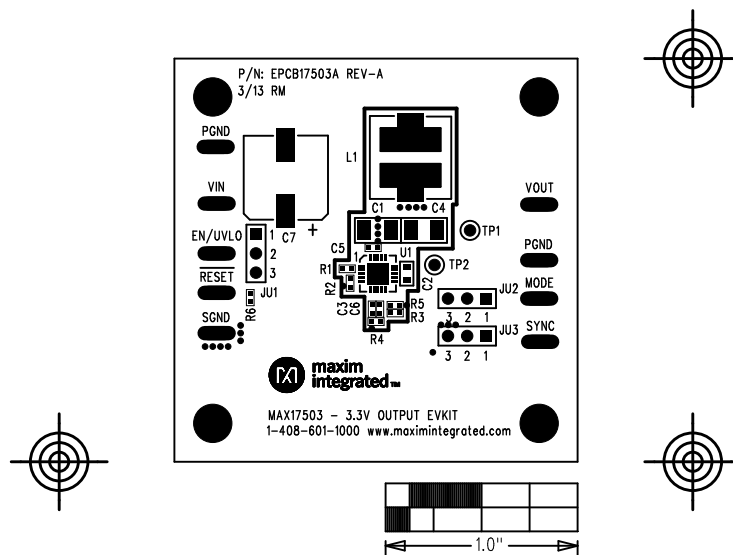 P/N: EPCB17503A REV-A
3/13 RM
PGND
L1
VIN
VOUT
C1
C4
C7
+
TP1
EN/UVLO
1
2
3
C5
1
U1
PGND
R1
TP2
RESET
R2
C2
JU1
MODE
JU2
R6
C3
C6
R5
R3
3 2 1
SGND
R4
JU3
SYNC
3 2 1
maxim
integrated™
MAX17503 - 3.3V OUTPUT EVKIT
1-408-601-1000 www.maximintegrated.com
1.0"